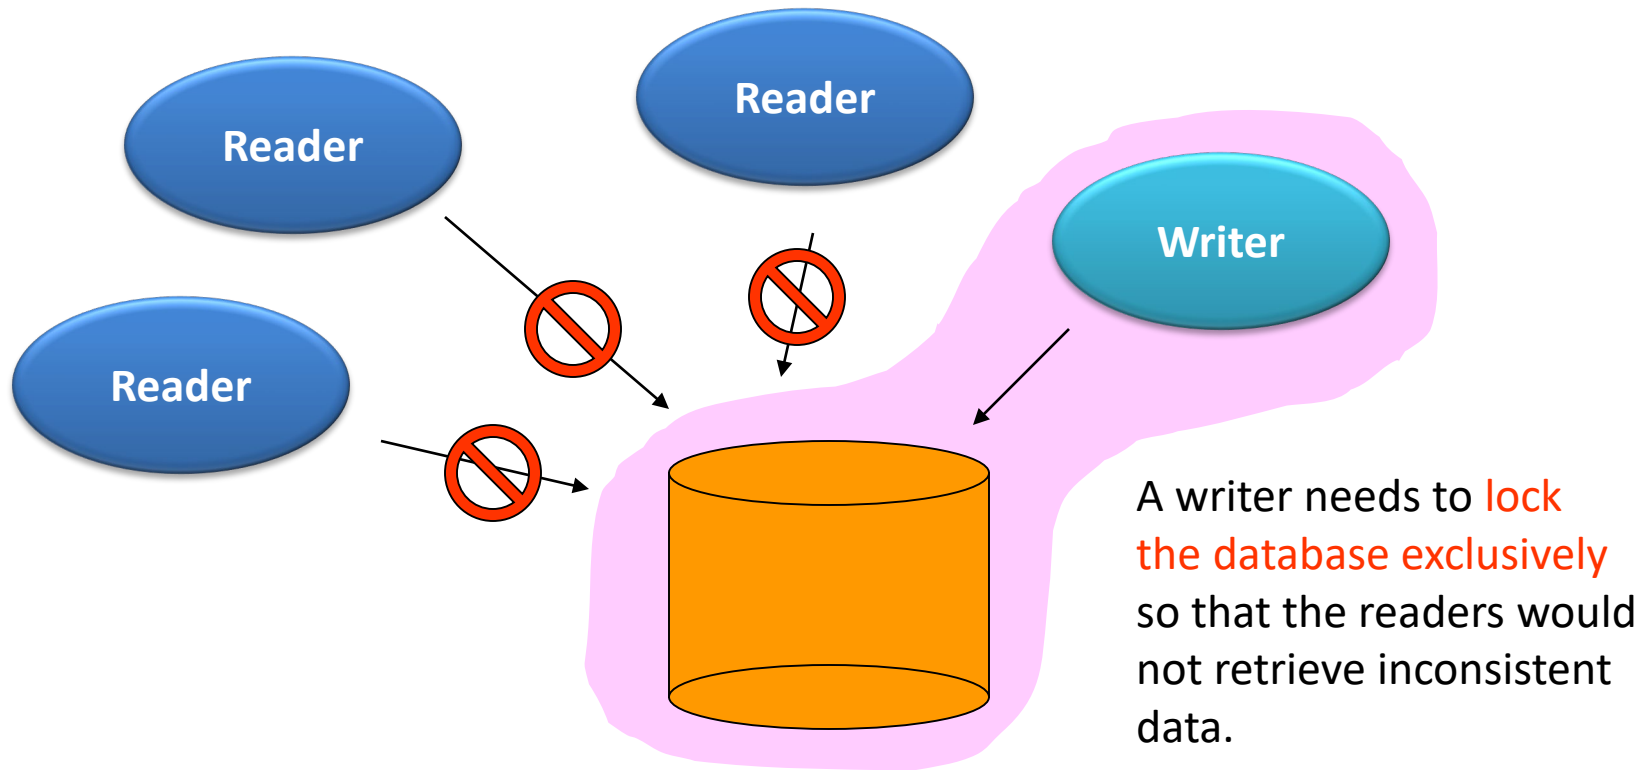 Reader
Reader
Writer
Reader
A writer needs to lock
the database exclusively
so that the readers would
not retrieve inconsistent
data.